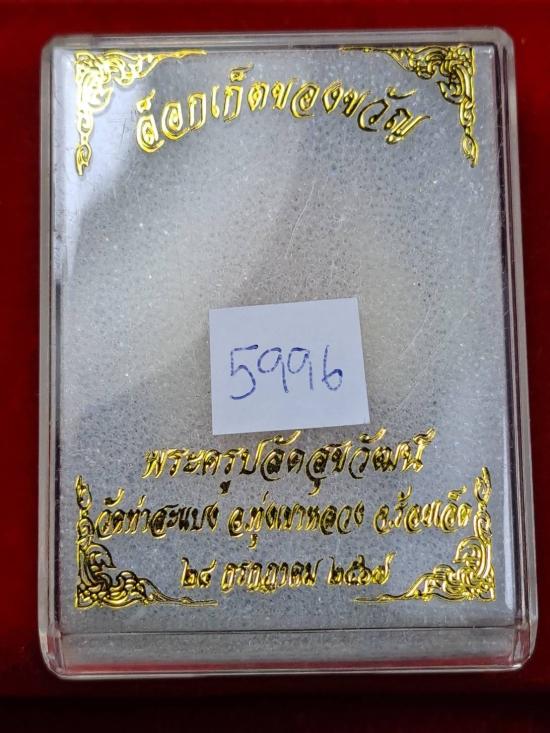 ล็อกเก็ตของขวัญ
5996
พระครูปลัดสุขวัฒน์
วัดท่าสะแบง อ.ทุ่งเขาหลวง จ.ร้อยเอ็ด
๒๘ กรกฎาคม ๒๕๖๗